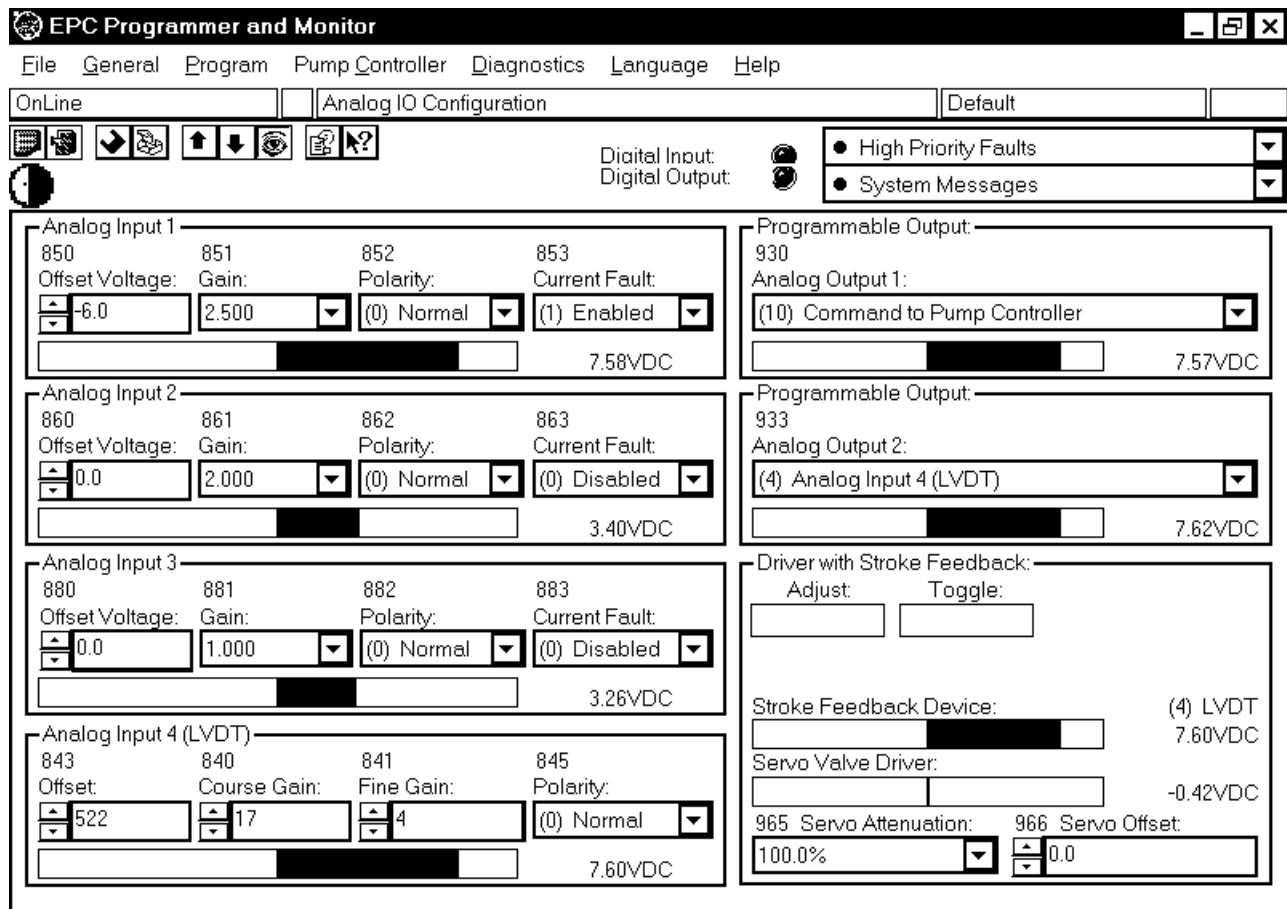 EPC Programmer and Monitor
File General Program Pump Controller Diagnostics Language Help
OnLine Analog IO Configuration Default
Digital Input: High Priority Faults
Digital Output: System Messages
Analog Input 1
850 851 852 853
Offset Voltage: Gain: Polarity: Current Fault:
-6.0 2.500 (0) Normal (1) Enabled
7.58VDC
Analog Input 2
860 861 862 863
Offset Voltage: Gain: Polarity: Current Fault:
0.0 2.000 (0) Normal (0) Disabled
3.40VDC
Analog Input 3
880 881 882 883
Offset Voltage: Gain: Polarity: Current Fault:
0.0 1.000 (0) Normal (0) Disabled
3.26VDC
Analog Input 4 (LVDT)
843 840 841 845
Offset: Course Gain: Fine Gain: Polarity:
522 17 4 (0) Normal
7.60VDC
Programmable Output:
930
Analog Output 1:
(10) Command to Pump Controller
7.57VDC
Programmable Output:
933
Analog Output 2:
(4) Analog Input 4 (LVDT)
7.62VDC
Driver with Stroke Feedback:
Adjust: Toggle:
Stroke Feedback Device: (4) LVDT
7.60VDC
Servo Valve Driver:
-0.42VDC
965 Servo Attenuation: 966 Servo Offset:
100.0% 0.0